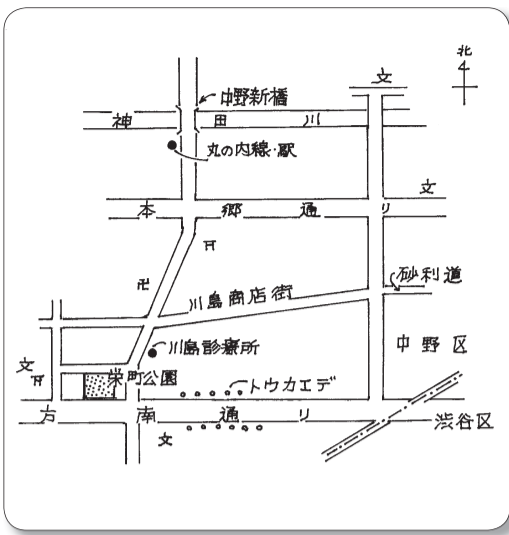 北
文
中野新橋
神田川
丸の内線・駅
文
本郷通り
卍
砂利道
川島商店街
中野区
川島診療所
文
栄町公園
トウカエデ
方南通り
渋谷区
文